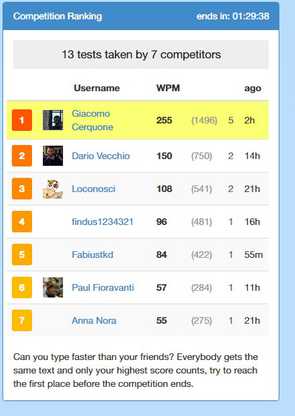 Competition Ranking ends in: 01:29:38
13 tests taken by 7 competitors
Username WPM ago
1 Giacomo Cerquone 255 (1496) 5 2h
2 Dario Vecchio 150 (750) 2 14h
3 Loconosci 108 (541) 2 21h
4 findus1234321 96 (481) 1 16h
5 Fabiustkd 84 (422) 1 55m
6 Paul Fioravanti 57 (284) 1 11h
7 Anna Nora 55 (275) 1 21h
Can you type faster than your friends? Everybody gets the
same text and only your highest score counts, try to reach
the first place before the competition ends.